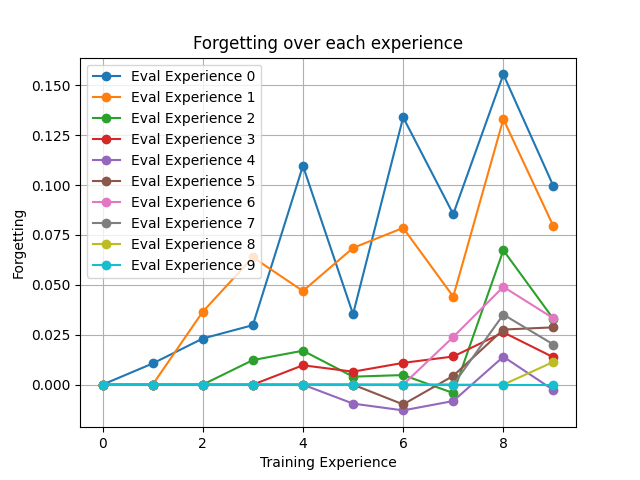 Forgetting over each experience
Eval Experience 0
Eval Experience 1
Eval Experience 2
Eval Experience 3
Eval Experience 4
Eval Experience 5
Eval Experience 6
Eval Experience 7
Eval Experience 8
Eval Experience 9
0.150
0.125
0.100
0.075
0.050
0.025
0.000
Forgetting
0 2 4 6 8
Training Experience